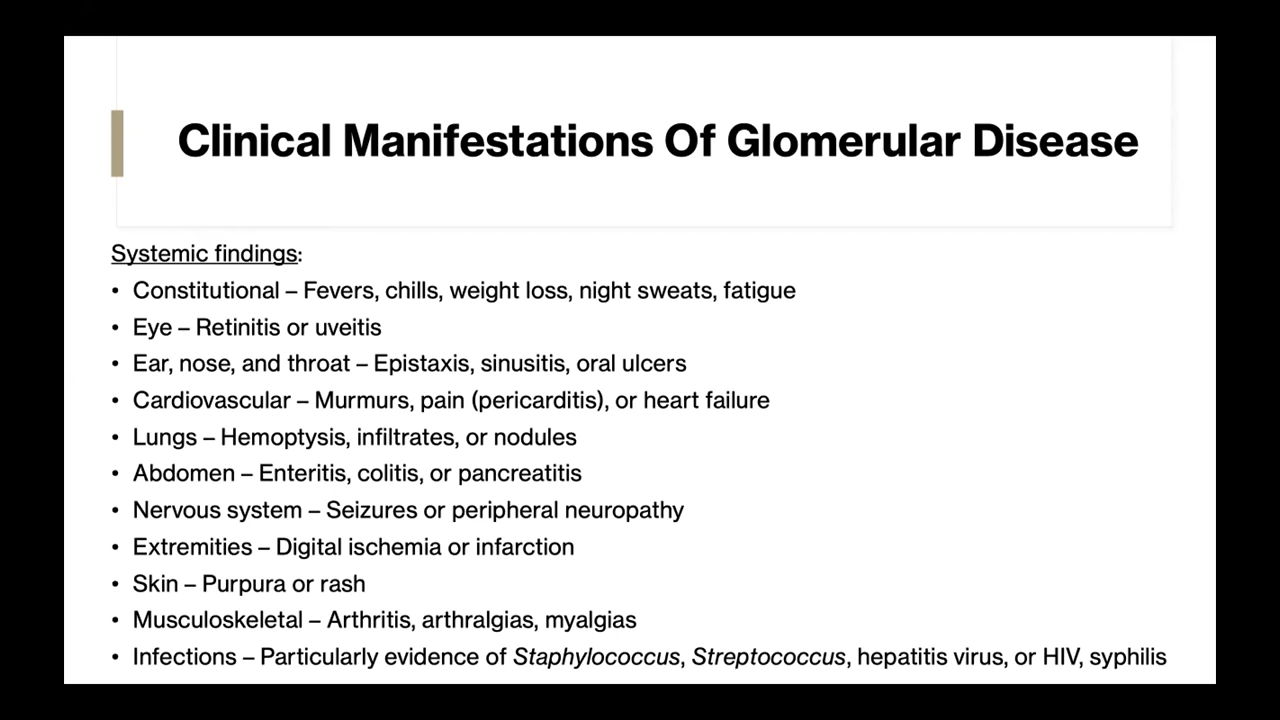 Clinical Manifestations Of Glomerular Disease
Systemic findings:
• Constitutional – Fevers, chills, weight loss, night sweats, fatigue
• Eye – Retinitis or uveitis
• Ear, nose, and throat – Epistaxis, sinusitis, oral ulcers
• Cardiovascular – Murmurs, pain (pericarditis), or heart failure
• Lungs – Hemoptysis, infiltrates, or nodules
• Abdomen – Enteritis, colitis, or pancreatitis
• Nervous system – Seizures or peripheral neuropathy
• Extremities – Digital ischemia or infarction
• Skin – Purpura or rash
• Musculoskeletal – Arthritis, arthralgias, myalgias
• Infections – Particularly evidence of Staphylococcus, Streptococcus, hepatitis virus, or HIV, syphilis